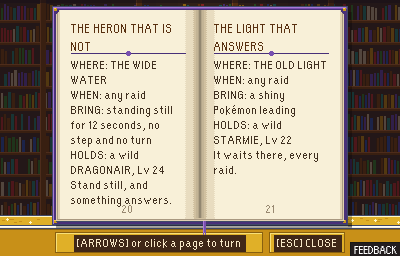 THE HERON THAT IS
NOT
WHERE: THE WIDE
WATER
WHEN: any raid
BRING: standing still
for 12 seconds, no
step and no turn
HOLDS: a wild
DRAGONAIR, Lv 24
Stand still, and
something answers.
20
THE LIGHT THAT
ANSWERS
WHERE: THE OLD LIGHT
WHEN: any raid
BRING: a shiny
Pokémon leading
HOLDS: a wild
STARMIE, Lv 22
It waits there, every
raid.
21
[ARROWS] or click a page to turn
[ESC] CLOSE
FEEDBACK